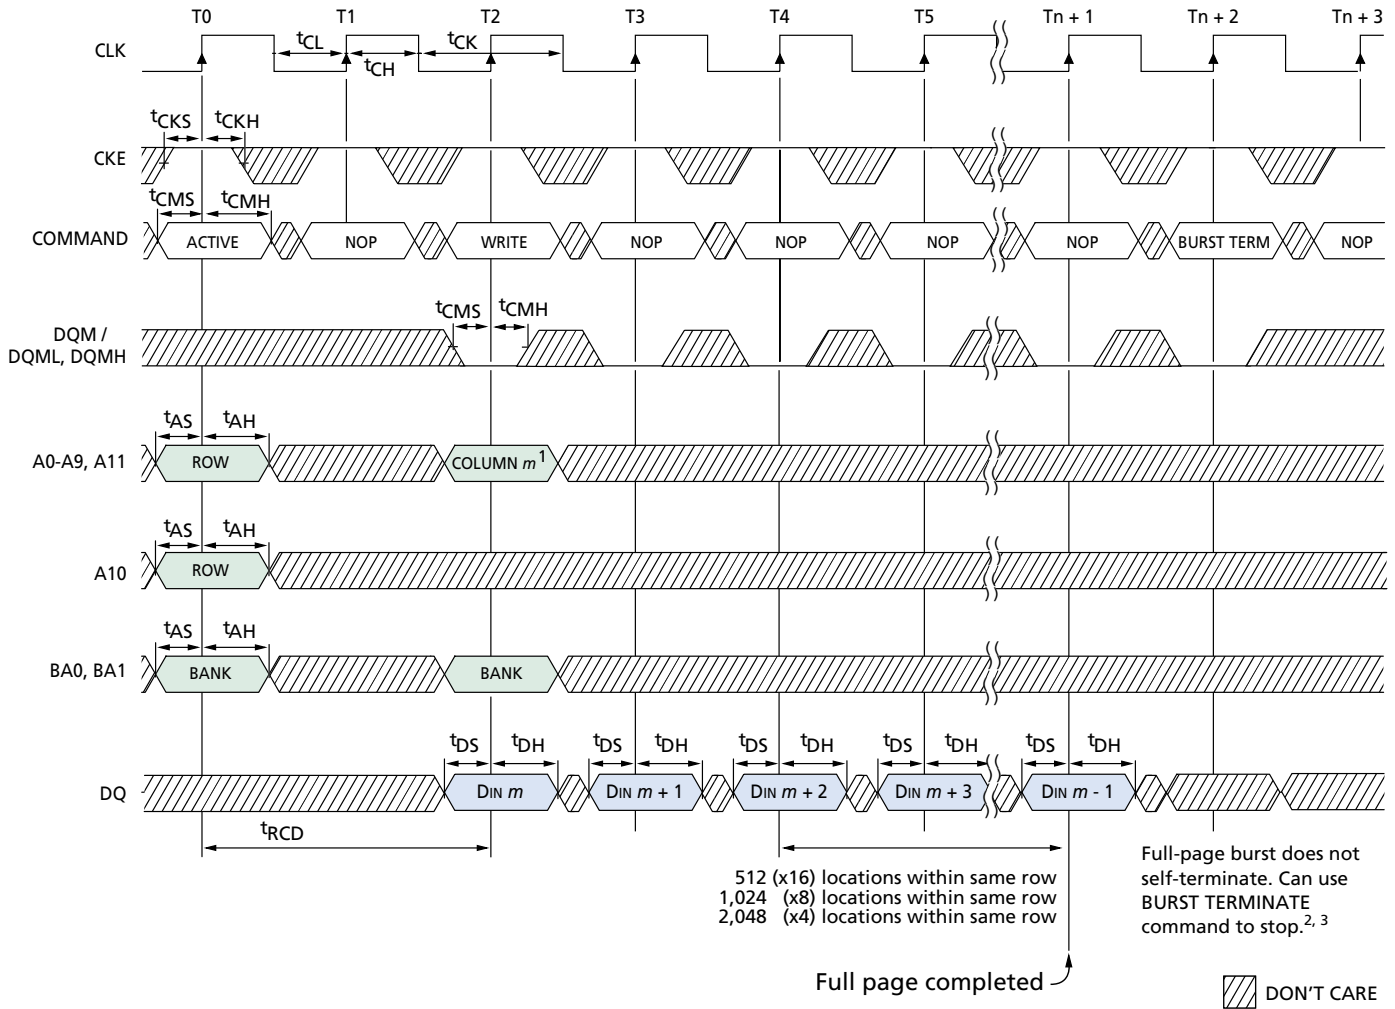 T0 T1 T2 T3 T4 T5 Tn + 1 Tn + 2 Tn + 3
CLK
tCL tCK
tCH
tCKS tCKH
CKE
tCMS tCMH
COMMAND ACTIVE NOP WRITE NOP NOP NOP NOP BURST TERM NOP
tCMS tCMH
DQM /
DQML, DQMH
tAS tAH
A0-A9, A11 ROW COLUMN m1
tAS tAH
A10 ROW
tAS tAH
BA0, BA1 BANK BANK
tDS tDH tDS tDH tDS tDH tDS tDH tDS tDH
DQ DIN m DIN m + 1 DIN m + 2 DIN m + 3 DIN m - 1
tRCD
512 (x16) locations within same row
1,024 (x8) locations within same row
2,048 (x4) locations within same row
Full-page burst does not
self-terminate. Can use
BURST TERMINATE
command to stop.2, 3
Full page completed
DON'T CARE